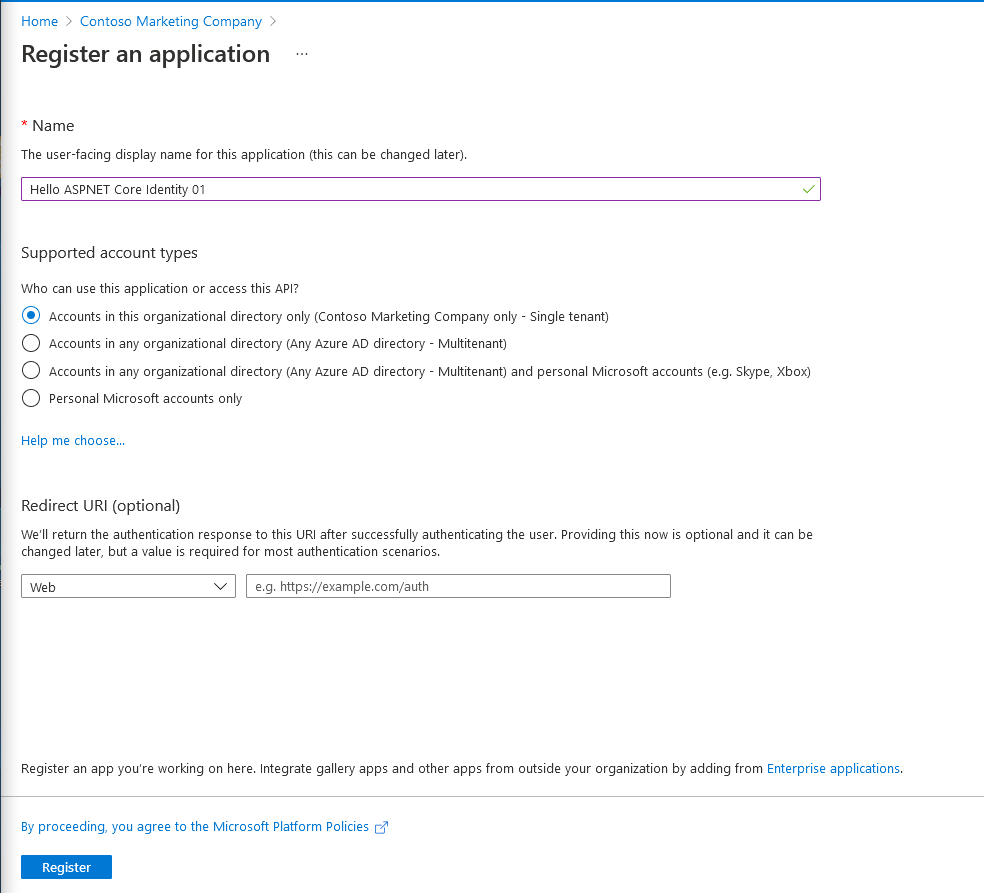 Home > Contoso Marketing Company >
Register an application ...
* Name
The user-facing display name for this application (this can be changed later).
Hello ASPNET Core Identity 01
Supported account types
Who can use this application or access this API?
Accounts in this organizational directory only (Contoso Marketing Company only - Single tenant)
Accounts in any organizational directory (Any Azure AD directory - Multitenant)
Accounts in any organizational directory (Any Azure AD directory - Multitenant) and personal Microsoft accounts (e.g. Skype, Xbox)
Personal Microsoft accounts only
Help me choose...
Redirect URI (optional)
We'll return the authentication response to this URI after successfully authenticating the user. Providing this now is optional and it can be
changed later, but a value is required for most authentication scenarios.
Web
e.g. https://example.com/auth
Register an app you're working on here. Integrate gallery apps and other apps from outside your organization by adding from Enterprise applications.
By proceeding, you agree to the Microsoft Platform Policies
Register